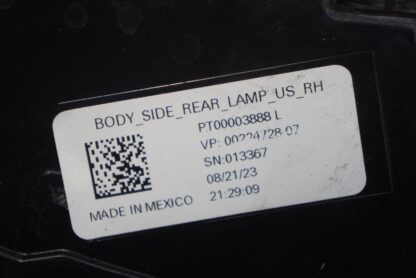 BODY_SIDE_REAR_LAMP_US_RH
PT00003888 L
VP: 00224728 07
SN:013367
08/21/23
MADE IN MEXICO 21:29:09